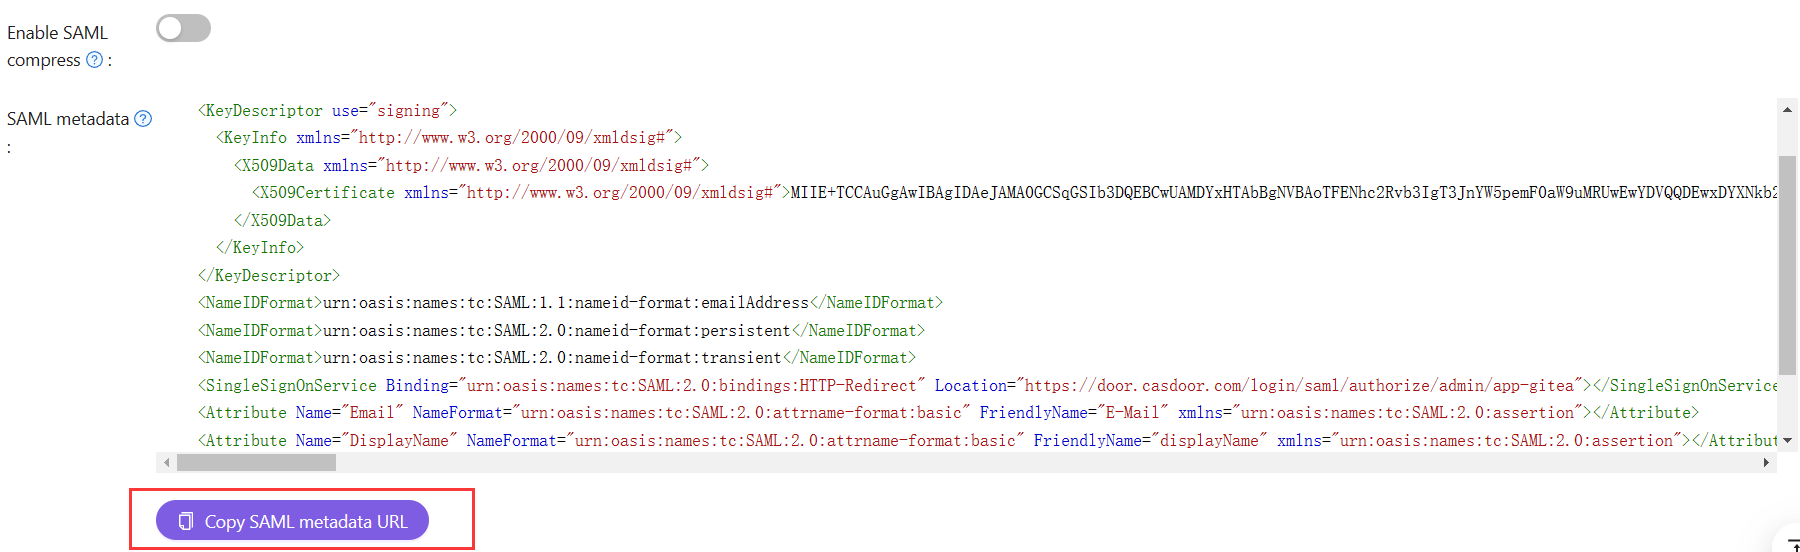 Enable SAML
compress ? :
SAML metadata ?
:
<KeyDescriptor use="signing">
<KeyInfo xmlns="http://www.w3.org/2000/09/xmldsig#">
<X509Data xmlns="http://www.w3.org/2000/09/xmldsig#">
<X509Certificate xmlns="http://www.w3.org/2000/09/xmldsig#">MIIE+TCCAuGgAwIBAgIDAeJAMA0GCSqGSIb3DQEBCwUAMDYxHTAbBgNVBAoTFENhc2Rvb3IgT3JnYW5pemF0aW9uMRUwEwYDVQQDEwxDYXNkb2
</X509Data>
</KeyInfo>
</KeyDescriptor>
<NameIDFormat>urn:oasis:names:tc:SAML:1.1:nameid-format:emailAddress</NameIDFormat>
<NameIDFormat>urn:oasis:names:tc:SAML:2.0:nameid-format:persistent</NameIDFormat>
<NameIDFormat>urn:oasis:names:tc:SAML:2.0:nameid-format:transient</NameIDFormat>
<SingleSignOnService Binding="urn:oasis:names:tc:SAML:2.0:bindings:HTTP-Redirect" Location="https://door.casdoor.com/login/saml/authorize/admin/app-gitea"></SingleSignOnService
<Attribute Name="Email" NameFormat="urn:oasis:names:tc:SAML:2.0:attrname-format:basic" FriendlyName="E-Mail" xmlns="urn:oasis:names:tc:SAML:2.0:assertion"></Attribute>
<Attribute Name="DisplayName" NameFormat="urn:oasis:names:tc:SAML:2.0:attrname-format:basic" FriendlyName="displayName" xmlns="urn:oasis:names:tc:SAML:2.0:assertion"></Attribut
Copy SAML metadata URL